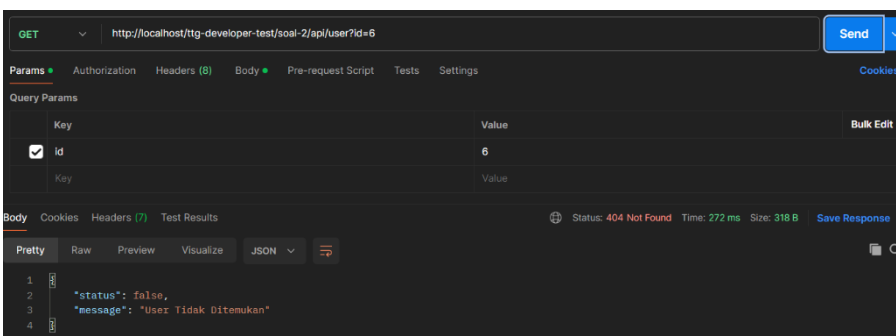 GET http://localhost/ttg-developer-test/soal-2/api/user?id=6 Send
Params Authorization Headers (8) Body Pre-request Script Tests Settings Cookies
Query Params
Key Value Bulk Edit
id 6
Key Value
Body Cookies Headers (7) Test Results Status: 404 Not Found Time: 272 ms Size: 318 B Save Response
Pretty Raw Preview Visualize JSON
1 {
2 "status": false,
3 "message": "User Tidak Ditemukan"
4 }